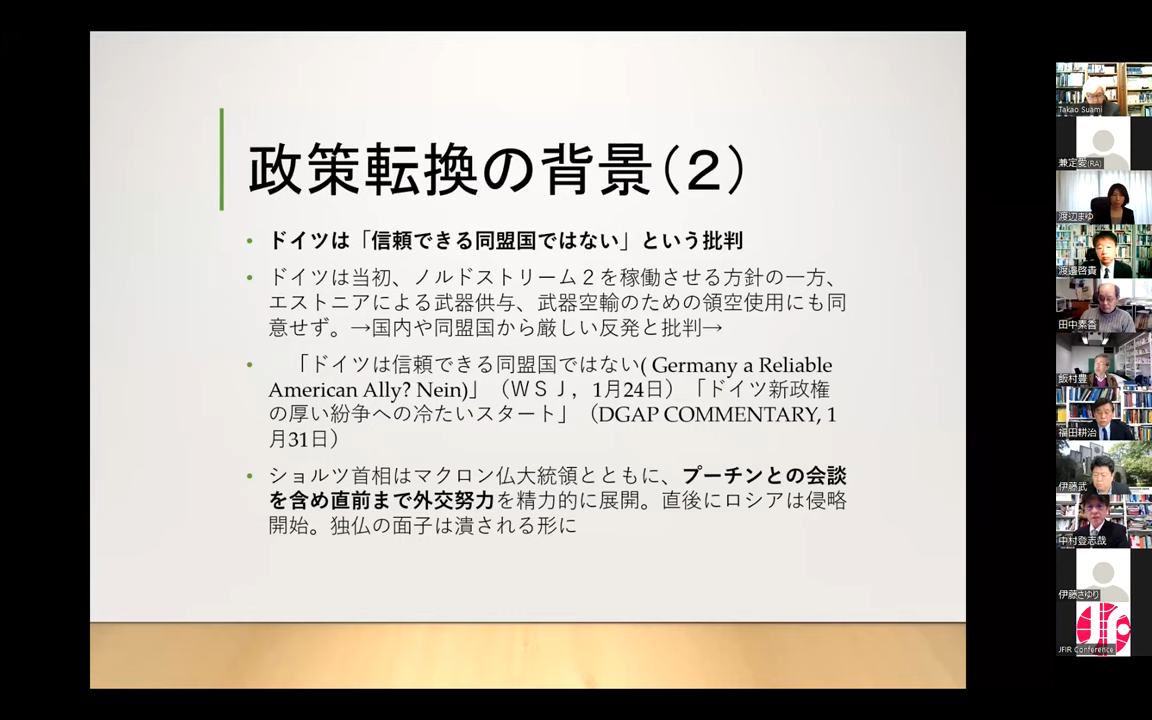 政策転換の背景（２）
• ドイツは「信頼できる同盟国ではない」という批判
• ドイツは当初、ノルドストリーム２を稼働させる方針の一方、
エストニアによる武器供与、武器空輸のための領空使用にも同
意せず。→国内や同盟国から厳しい反発と批判→
• 「ドイツは信頼できる同盟国ではない( Germany a Reliable
American Ally? Nein)」（ＷＳＪ，1月24日）「ドイツ新政権
の厚い紛争への冷たいスタート」（DGAP COMMENTARY, 1
月31日）
• ショルツ首相はマクロン仏大統領とともに、プーチンとの会談
を含め直前まで外交努力を精力的に展開。直後にロシアは侵略
開始。独仏の面子は潰される形に
Takao Suami
兼定愛(RA)
渡辺まゆ
渡邊啓貴
田中素香
飯村豊
福田耕治
伊藤武
中村登志哉
伊藤さゆり
JFIR Conference